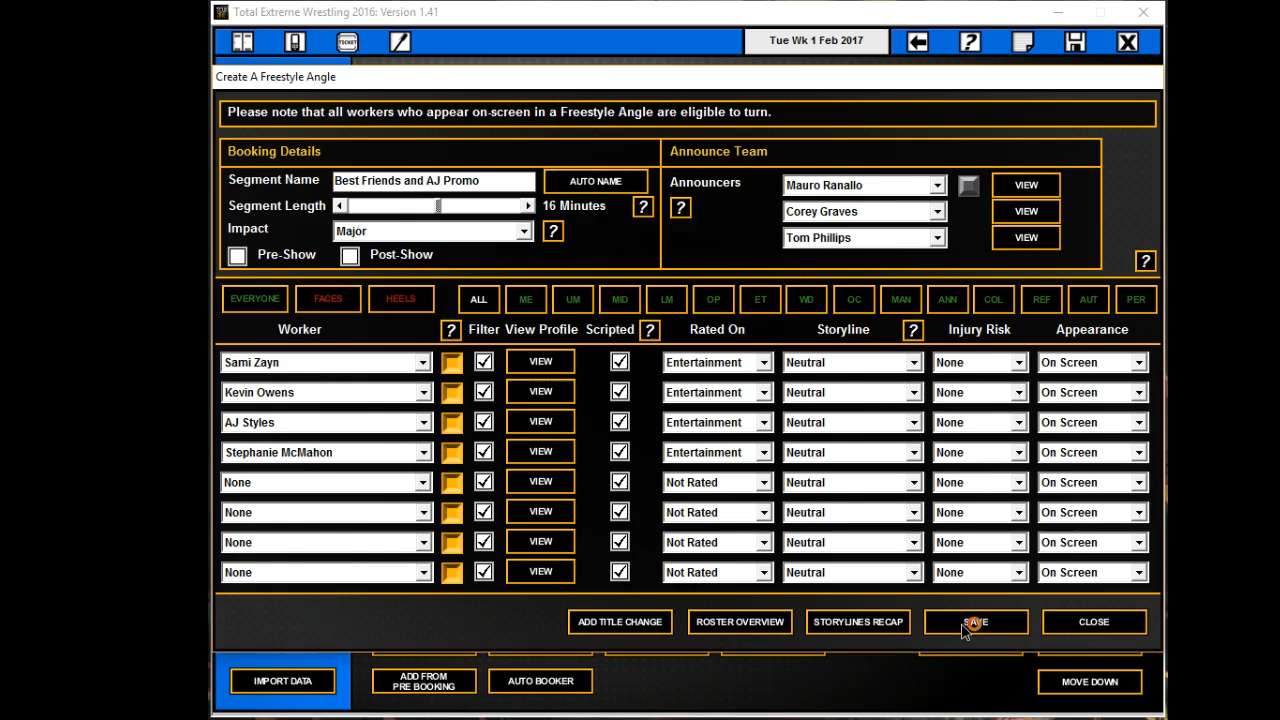 Total Extreme Wrestling 2016: Version 1.41
TICKET
Tue Wk 1 Feb 2017
?
Create A Freestyle Angle
Please note that all workers who appear on-screen in a Freestyle Angle are eligible to turn.
Booking Details
Announce Team
Segment Name Best Friends and AJ Promo AUTO NAME
Announcers Mauro Ranallo VIEW
Segment Length 16 Minutes ?
? Corey Graves VIEW
Impact Major ?
Tom Phillips VIEW
Pre-Show Post-Show
?
EVERYONE FACES HEELS ALL ME UM MID LM OP ET WD OC MAN ANN COL REF AUT PER
Worker ? Filter View Profile Scripted ? Rated On Storyline ? Injury Risk Appearance
Sami Zayn VIEW Entertainment Neutral None On Screen
Kevin Owens VIEW Entertainment Neutral None On Screen
AJ Styles VIEW Entertainment Neutral None On Screen
Stephanie McMahon VIEW Entertainment Neutral None On Screen
None VIEW Not Rated Neutral None On Screen
None VIEW Not Rated Neutral None On Screen
None VIEW Not Rated Neutral None On Screen
None VIEW Not Rated Neutral None On Screen
ADD TITLE CHANGE ROSTER OVERVIEW STORYLINES RECAP SAVE CLOSE
IMPORT DATA ADD FROM
PRE BOOKING AUTO BOOKER MOVE DOWN